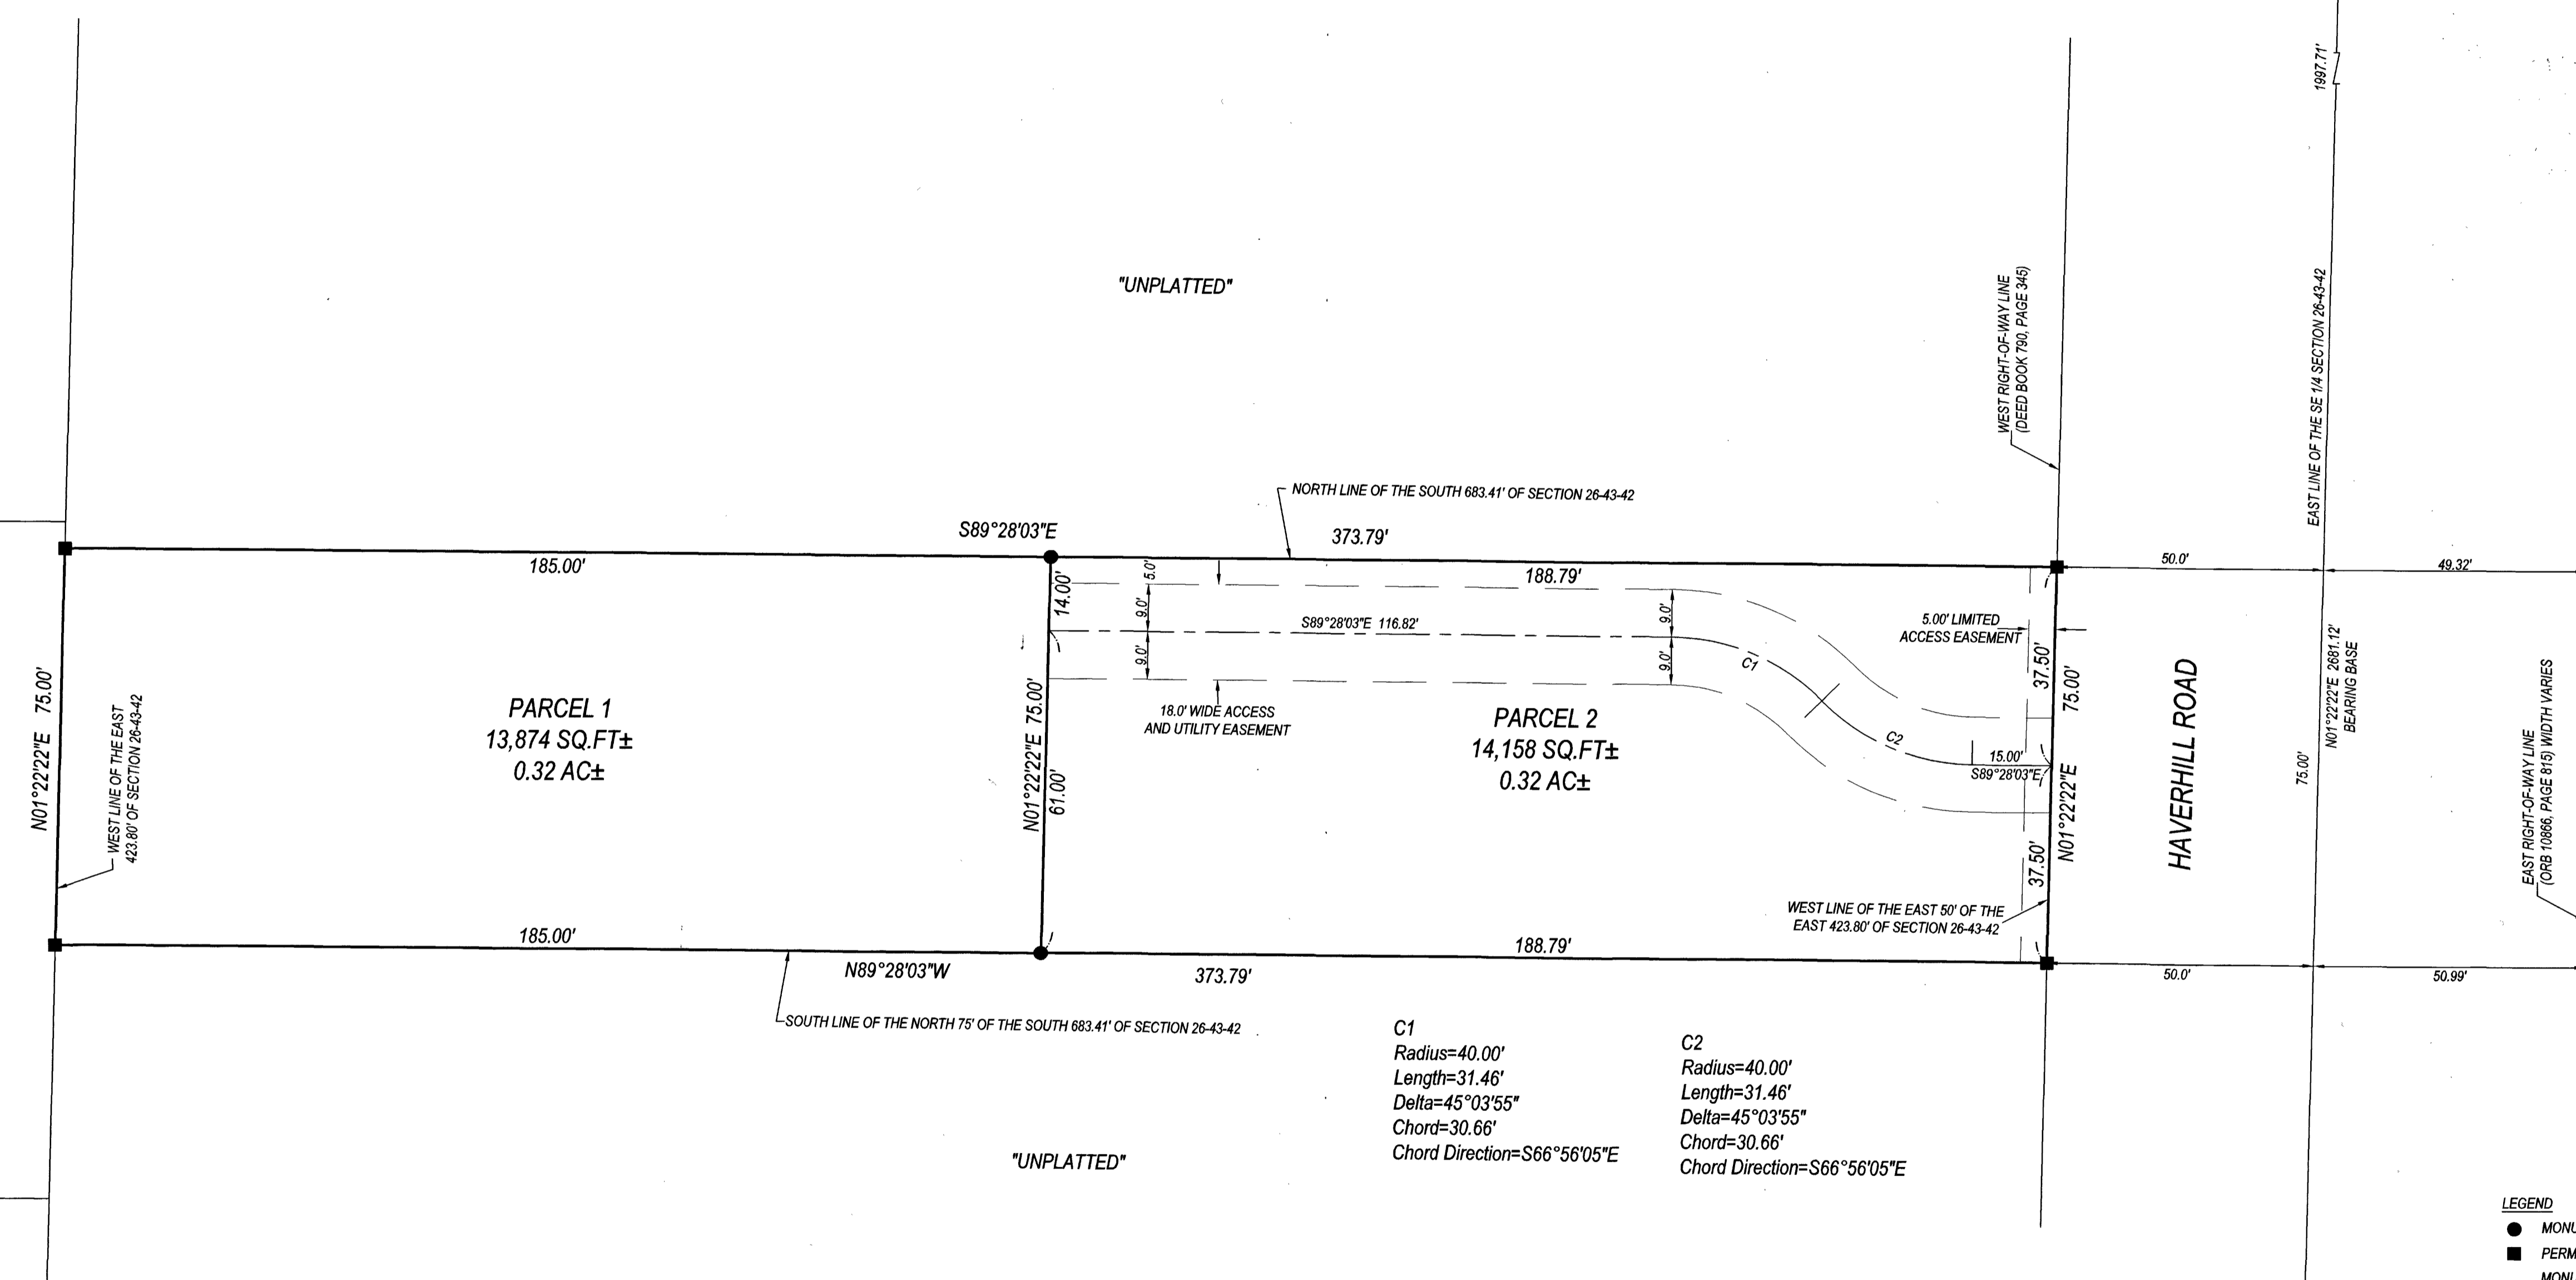 1997.71'
"UNPLATTED"
WEST RIGHT-OF-WAY LINE
(DEED BOOK 790, PAGE 345)
EAST LINE OF THE SE 1/4 SECTION 26-43-42
NORTH LINE OF THE SOUTH 683.41' OF SECTION 26-43-42
S89°28'03"E
373.79'
185.00'
188.79'
50.0'
49.32'
14.00'
5.0'
9.0'
9.0'
S89°28'03"E 116.82'
9.0'
9.0'
C1
C2
5.00' LIMITED
ACCESS EASEMENT
37.50'
75.00'
15.00'
S89°28'03"E
N01°22'22"E
37.50'
HAVERHILL ROAD
N01°22'22"E 2681.12'
BEARING BASE
75.00'
EAST RIGHT-OF-WAY LINE
(ORB 10866, PAGE 815) WIDTH VARIES
N01°22'22"E 75.00'
WEST LINE OF THE EAST
423.80' OF SECTION 26-43-42
PARCEL 1
13,874 SQ.FT±
0.32 AC±
N01°22'22"E 75.00'
61.00'
18.0' WIDE ACCESS
AND UTILITY EASEMENT
PARCEL 2
14,158 SQ.FT±
0.32 AC±
WEST LINE OF THE EAST 50' OF THE
EAST 423.80' OF SECTION 26-43-42
185.00'
188.79'
N89°28'03"W
373.79'
50.0'
50.99'
SOUTH LINE OF THE NORTH 75' OF THE SOUTH 683.41' OF SECTION 26-43-42
C1
Radius=40.00'
Length=31.46'
Delta=45°03'55"
Chord=30.66'
Chord Direction=S66°56'05"E
C2
Radius=40.00'
Length=31.46'
Delta=45°03'55"
Chord=30.66'
Chord Direction=S66°56'05"E
"UNPLATTED"
LEGEND
MONU
PERM
MONU